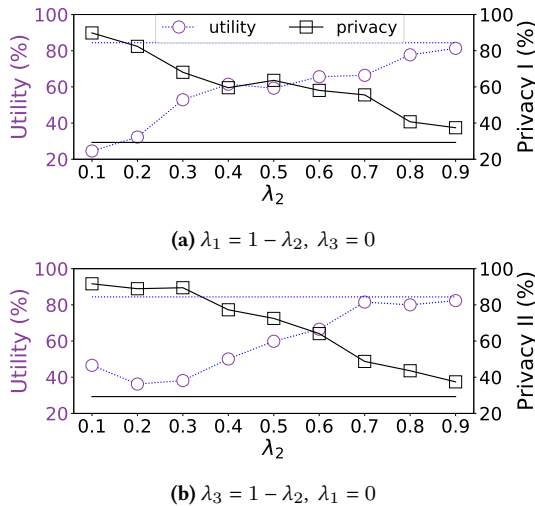 100
80
60
40
20
Utility (%)
utility
privacy
100
80
60
40
20
Privacy I (%)
0.1 0.2 0.3 0.4 0.5 0.6 0.7 0.8 0.9
λ₂
(a) λ₁ = 1 − λ₂, λ₃ = 0
100
80
60
40
20
Utility (%)
100
80
60
40
20
Privacy II (%)
0.1 0.2 0.3 0.4 0.5 0.6 0.7 0.8 0.9
λ₂
(b) λ₃ = 1 − λ₂, λ₁ = 0